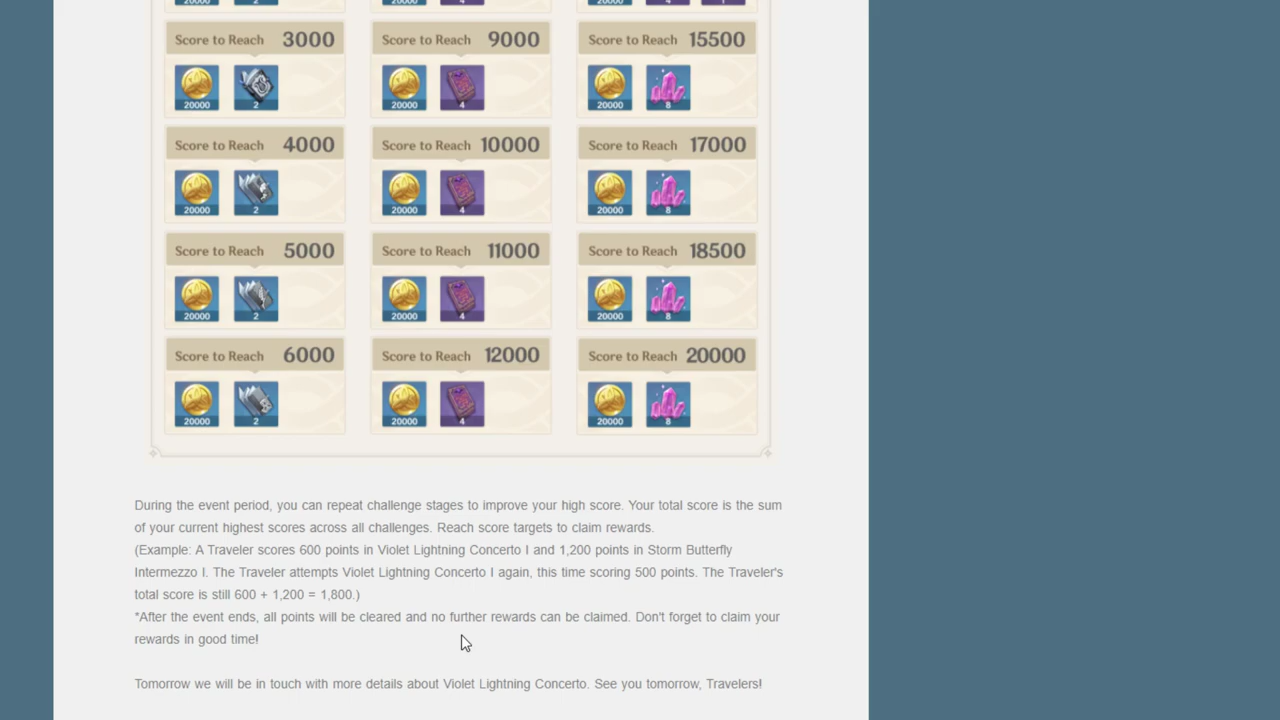 20000 2 20000 4 20000 4 1
Score to Reach 3000 Score to Reach 9000 Score to Reach 15500
20000 2 20000 4 20000 8
Score to Reach 4000 Score to Reach 10000 Score to Reach 17000
20000 2 20000 4 20000 8
Score to Reach 5000 Score to Reach 11000 Score to Reach 18500
20000 2 20000 4 20000 8
Score to Reach 6000 Score to Reach 12000 Score to Reach 20000
20000 2 20000 4 20000 8
During the event period, you can repeat challenge stages to improve your high score. Your total score is the sum
of your current highest scores across all challenges. Reach score targets to claim rewards.
(Example: A Traveler scores 600 points in Violet Lightning Concerto I and 1,200 points in Storm Butterfly
Intermezzo I. The Traveler attempts Violet Lightning Concerto I again, this time scoring 500 points. The Traveler's
total score is still 600 + 1,200 = 1,800.)
*After the event ends, all points will be cleared and no further rewards can be claimed. Don't forget to claim your
rewards in good time!
Tomorrow we will be in touch with more details about Violet Lightning Concerto. See you tomorrow, Travelers!